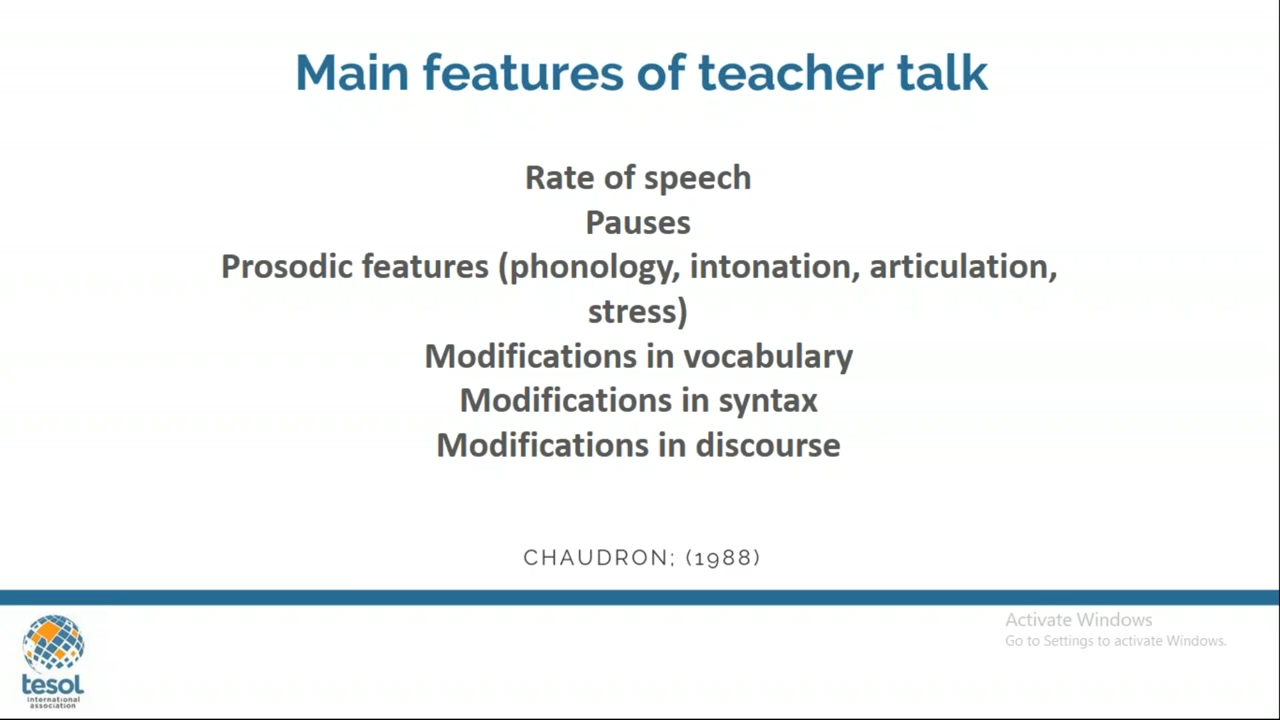 Main features of teacher talk
Rate of speech
Pauses
Prosodic features (phonology, intonation, articulation,
stress)
Modifications in vocabulary
Modifications in syntax
Modifications in discourse
CHAUDRON; (1988)
Activate Windows
Go to Settings to activate Windows.
tesol
international
association